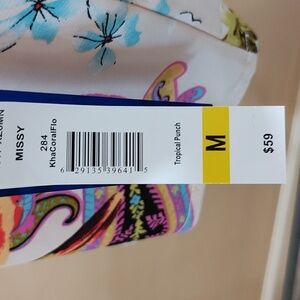 MISSY
284
KhaCoralFlo
6 29135 39641 5
Tropical Punch
M
$59